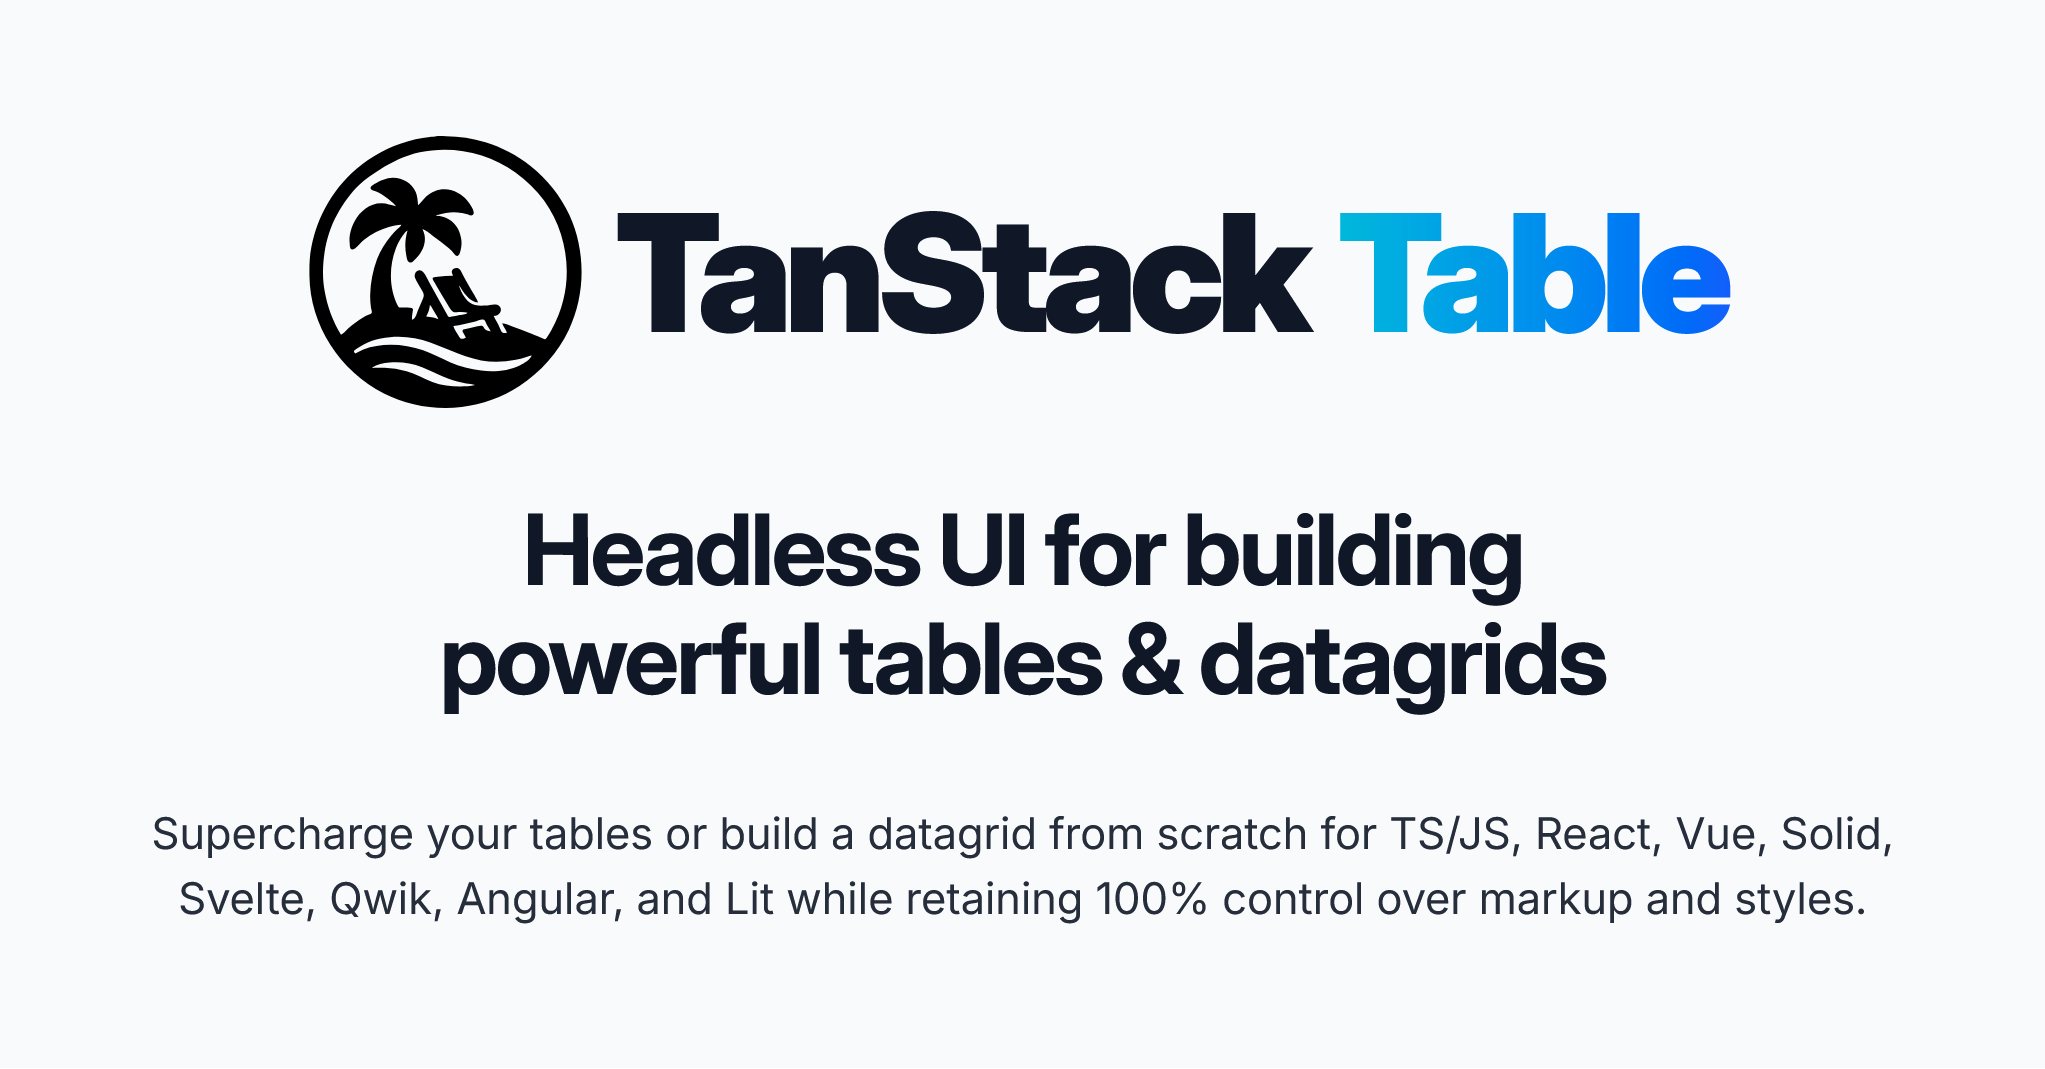 TanStack Table
Headless UI for building
powerful tables & datagrids
Supercharge your tables or build a datagrid from scratch for TS/JS, React, Vue, Solid,
Svelte, Qwik, Angular, and Lit while retaining 100% control over markup and styles.